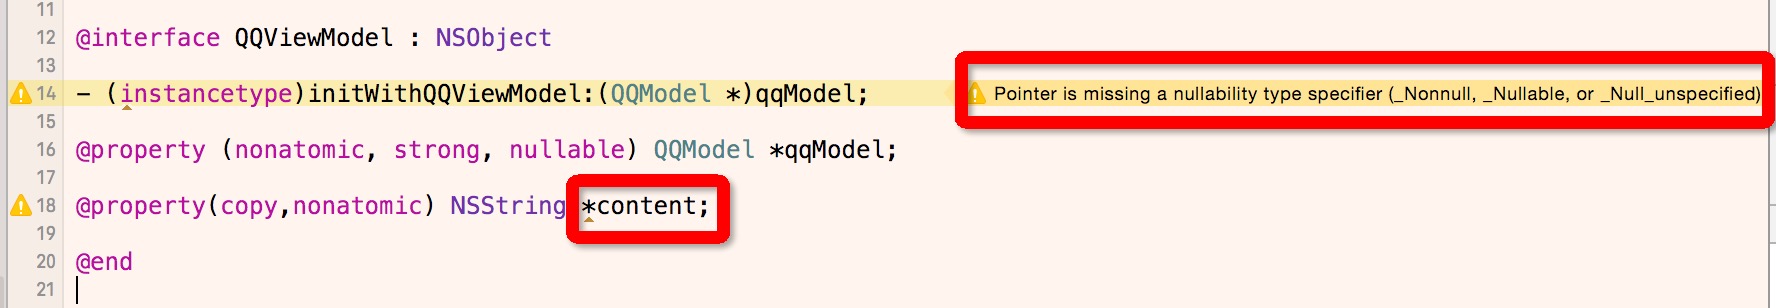 11
12 @interface QQViewModel : NSObject
13
14 - (instancetype)initWithQQViewModel:(QQModel *)qqModel; Pointer is missing a nullability type specifier (_Nonnull, _Nullable, or _Null_unspecified)
15
16 @property (nonatomic, strong, nullable) QQModel *qqModel;
17
18 @property(copy,nonatomic) NSString *content;
19
20 @end
21